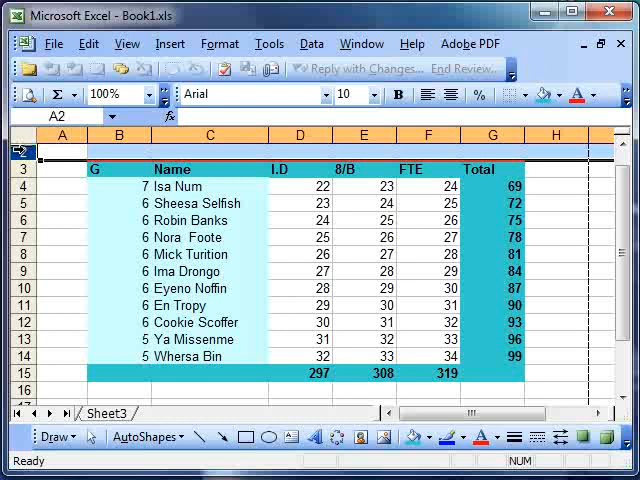 Microsoft Excel - Book1.xls
File Edit View Insert Format Tools Data Window Help Adobe PDF
Reply with Changes... End Review...
Σ 100% Arial 10 B % A
A2 fx
A B C D E F G H
2
3 G Name I.D 8/B FTE Total
4 7 Isa Num 22 23 24 69
5 6 Sheesa Selfish 23 24 25 72
6 6 Robin Banks 24 25 26 75
7 6 Nora Foote 25 26 27 78
8 6 Mick Turition 26 27 28 81
9 6 Ima Drongo 27 28 29 84
10 6 Eyeno Noffin 28 29 30 87
11 6 En Tropy 29 30 31 90
12 6 Cookie Scoffer 30 31 32 93
13 5 Ya Missenme 31 32 33 96
14 5 Whersa Bin 32 33 34 99
15 297 308 319
16
Sheet3
Draw AutoShapes A A
Ready NUM